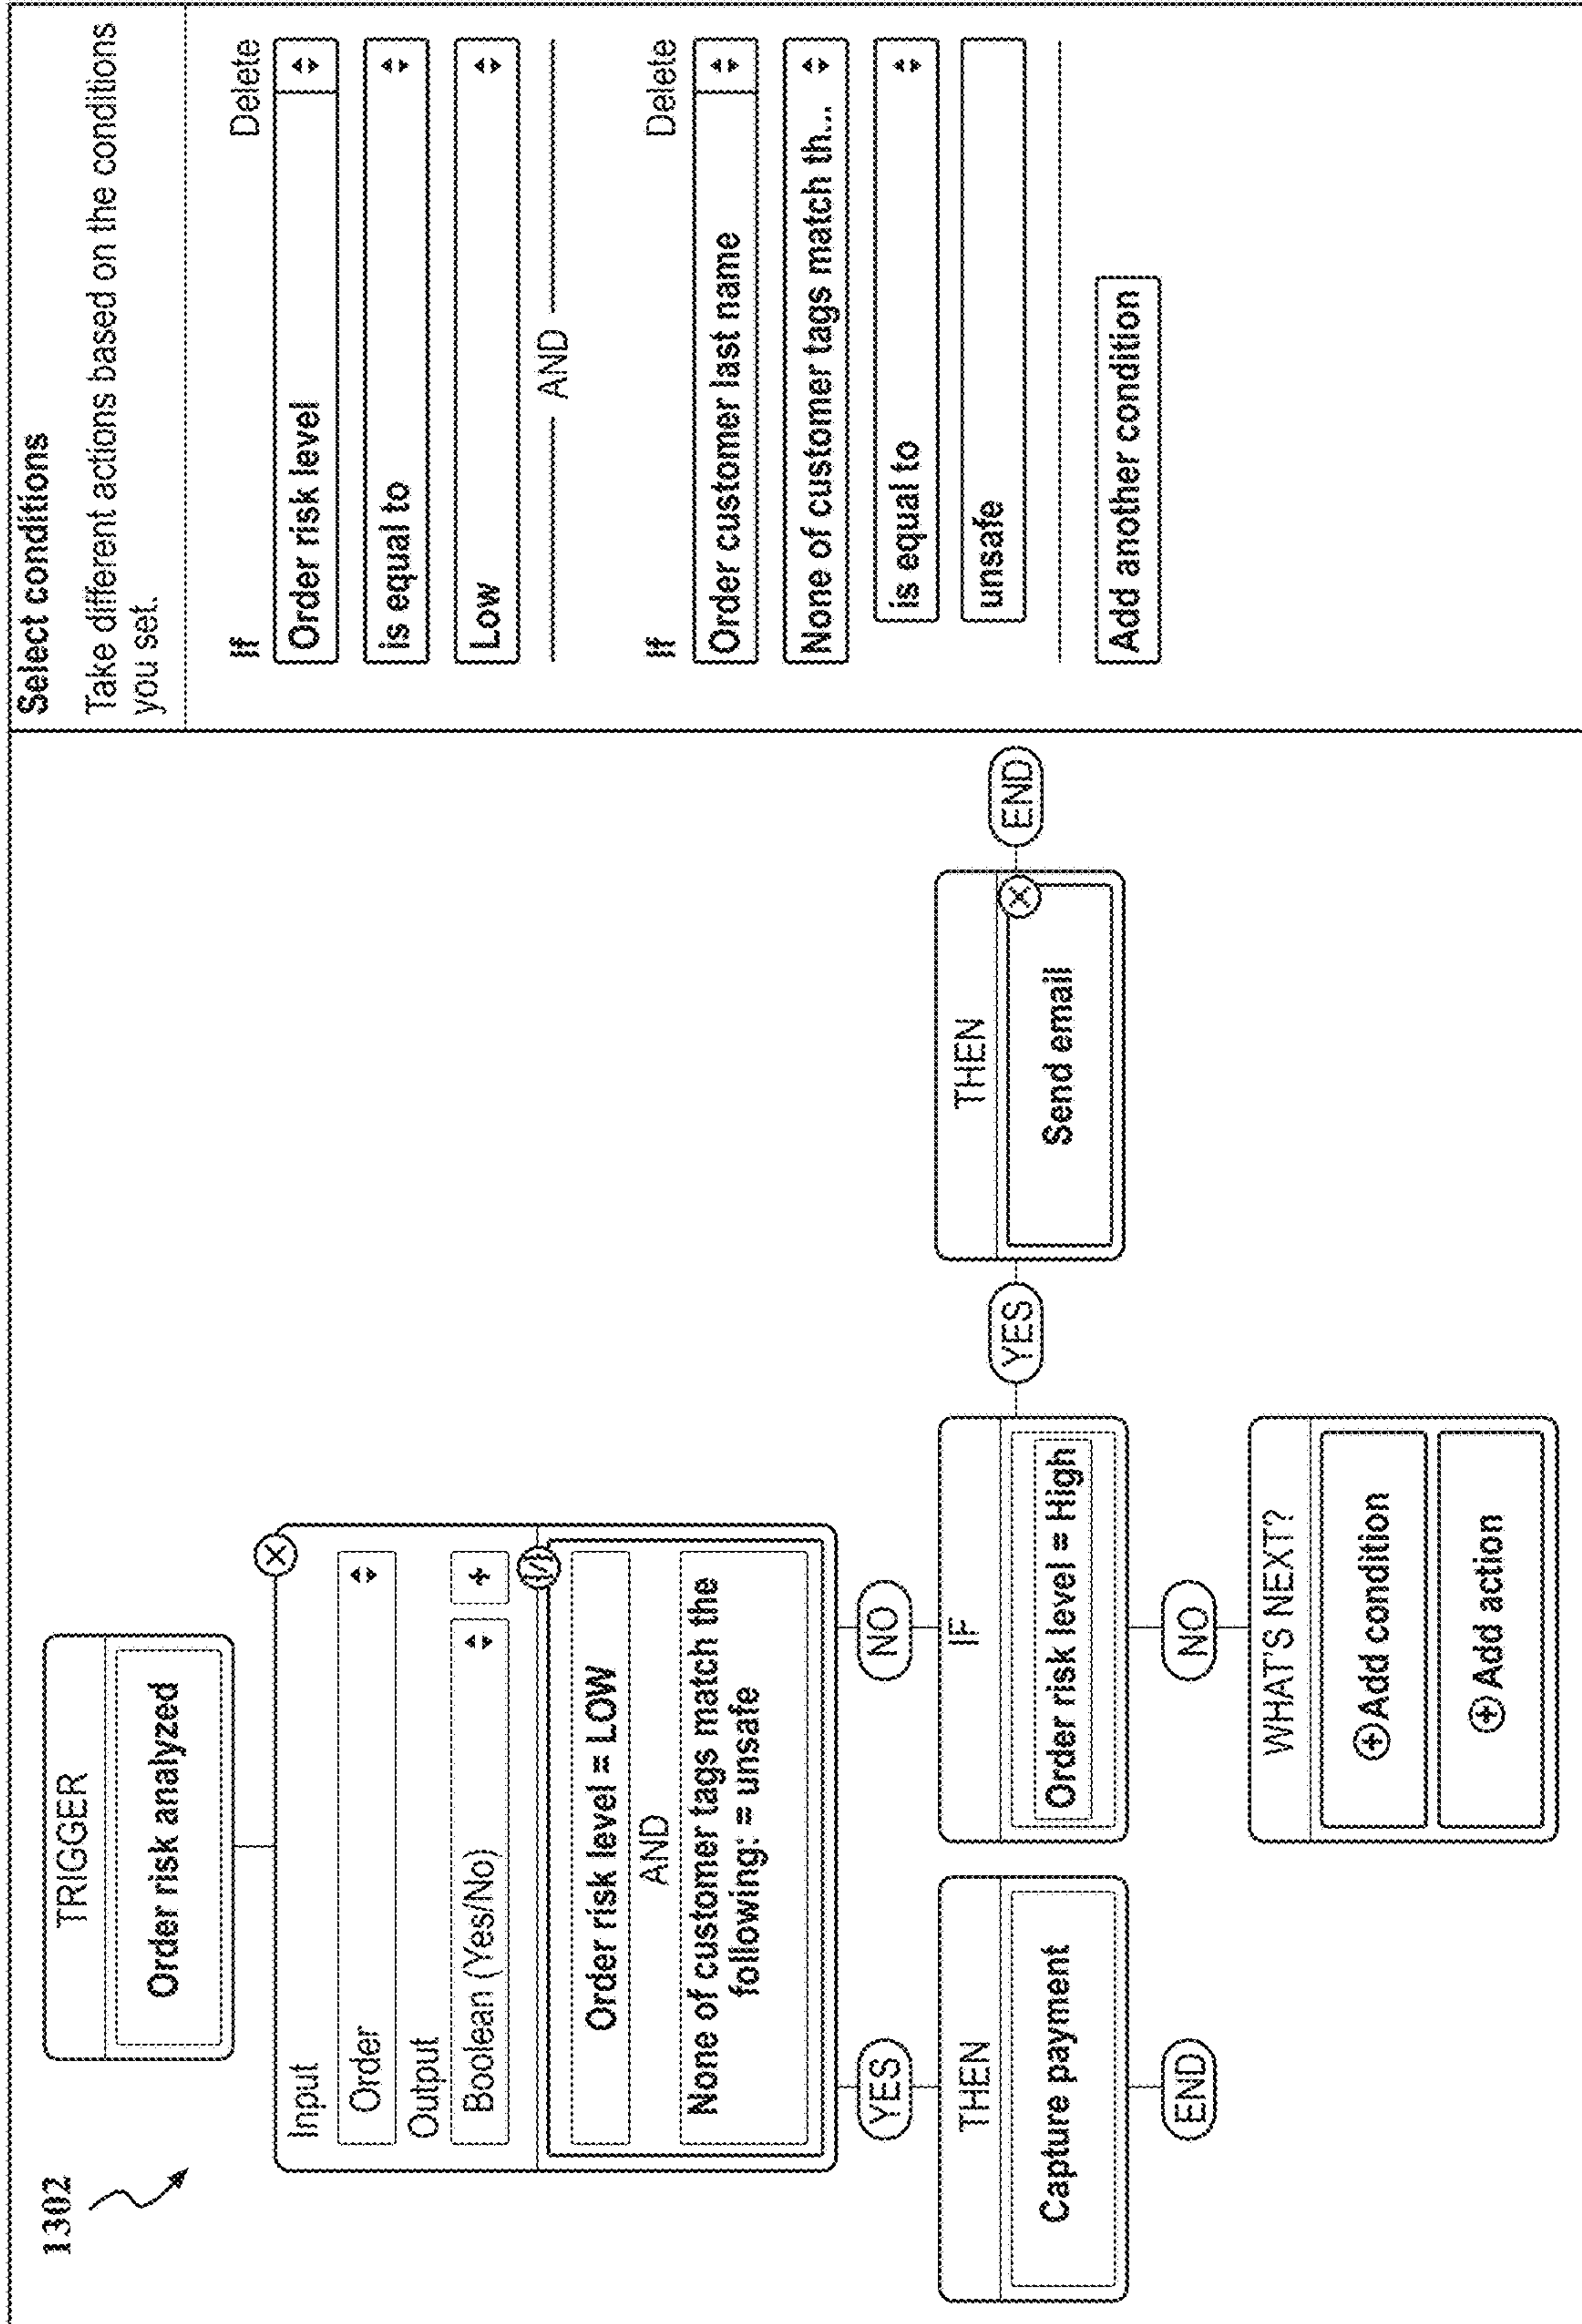 1302
TRIGGER
Order risk analyzed
Input
Order
Output
Boolean (Yes/No)
+
Order risk level = LOW
AND
None of customer tags match the
following: = unsafe
YES
NO
THEN
Capture payment
END
IF
Order risk level = High
YES
THEN
Send email
END
NO
WHAT'S NEXT?
Add condition
Add action
Select conditions
Take different actions based on the conditions
you set.
If Delete
Order risk level
is equal to
Low
AND
If Delete
Order customer last name
None of customer tags match th...
is equal to
unsafe
Add another condition